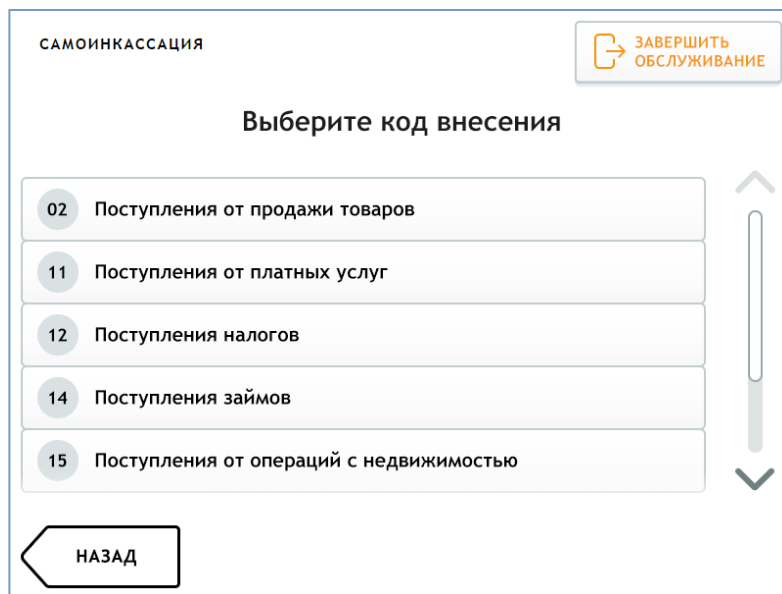 САМОИНКАССАЦИЯ
ЗАВЕРШИТЬ
ОБСЛУЖИВАНИЕ
Выберите код внесения
02 Поступления от продажи товаров
11 Поступления от платных услуг
12 Поступления налогов
14 Поступления займов
15 Поступления от операций с недвижимостью
НАЗАД